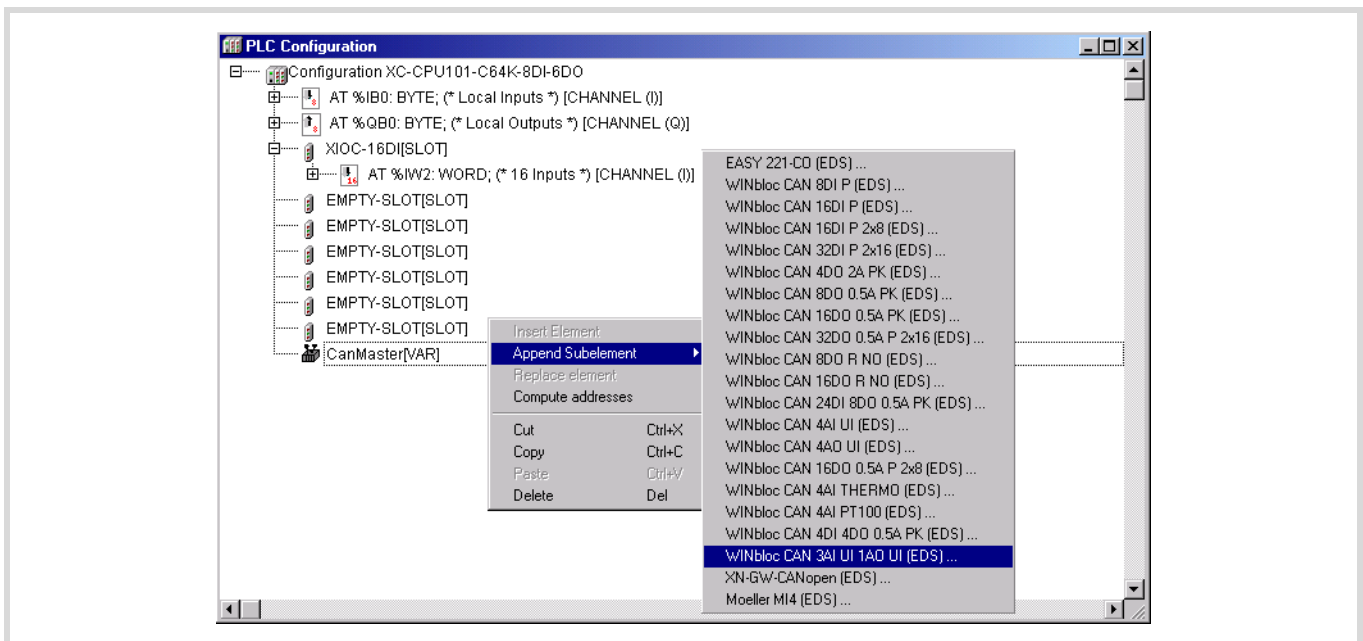 PLC Configuration
Configuration XC-CPU101-C64K-8DI-6DO
AT %IB0: BYTE; (* Local Inputs *) [CHANNEL (I)]
AT %QB0: BYTE; (* Local Outputs *) [CHANNEL (Q)]
XIOC-16DI[SLOT]
AT %IW2: WORD; (* 16 Inputs *) [CHANNEL (I)]
EMPTY-SLOT[SLOT]
EMPTY-SLOT[SLOT]
EMPTY-SLOT[SLOT]
EMPTY-SLOT[SLOT]
EMPTY-SLOT[SLOT]
EMPTY-SLOT[SLOT]
CanMaster[VAR]
Insert Element
Append Subelement
Replace element
Compute addresses
Cut Ctrl+X
Copy Ctrl+C
Paste Ctrl+V
Delete Del
EASY 221-CO (EDS) ...
WINbloc CAN 8DI P (EDS) ...
WINbloc CAN 16DI P (EDS) ...
WINbloc CAN 16DI P 2x8 (EDS) ...
WINbloc CAN 32DI P 2x16 (EDS) ...
WINbloc CAN 4DO 2A PK (EDS) ...
WINbloc CAN 8DO 0.5A PK (EDS) ...
WINbloc CAN 16DO 0.5A PK (EDS) ...
WINbloc CAN 32DO 0.5A P 2x16 (EDS) ...
WINbloc CAN 8DO R NO (EDS) ...
WINbloc CAN 16DO R NO (EDS) ...
WINbloc CAN 24DI 8DO 0.5A PK (EDS) ...
WINbloc CAN 4AI UI (EDS) ...
WINbloc CAN 4AO UI (EDS) ...
WINbloc CAN 16DO 0.5A P 2x8 (EDS) ...
WINbloc CAN 4AI THERMO (EDS) ...
WINbloc CAN 4AI PT100 (EDS) ...
WINbloc CAN 4DI 4DO 0.5A PK (EDS) ...
WINbloc CAN 3AI UI 1AO UI (EDS) ...
XN-GW-CANopen (EDS) ...
Moeller MI4 (EDS) ...